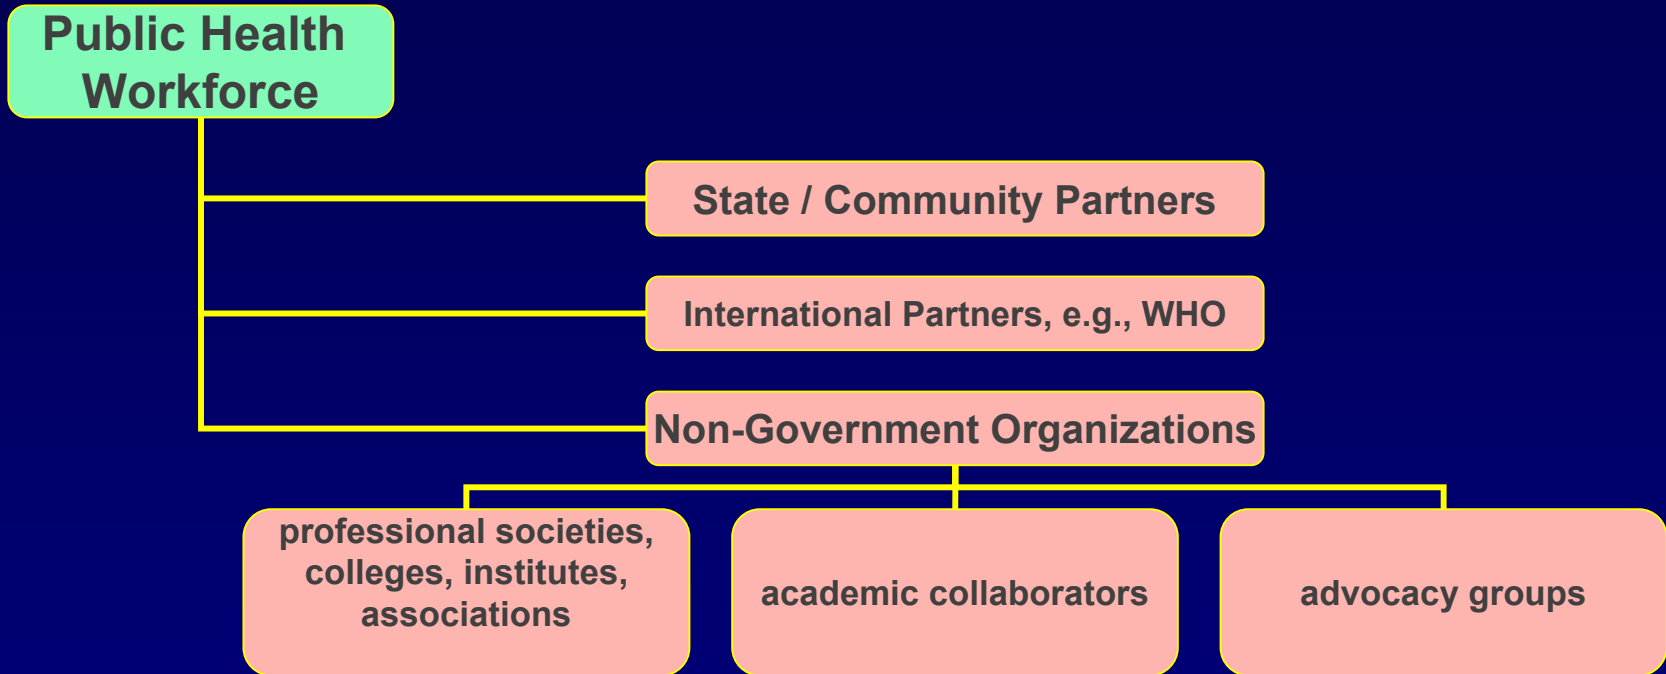 Public Health
Workforce
State / Community Partners
International Partners, e.g., WHO
Non-Government Organizations
professional societies,
colleges, institutes,
associations
academic collaborators
advocacy groups